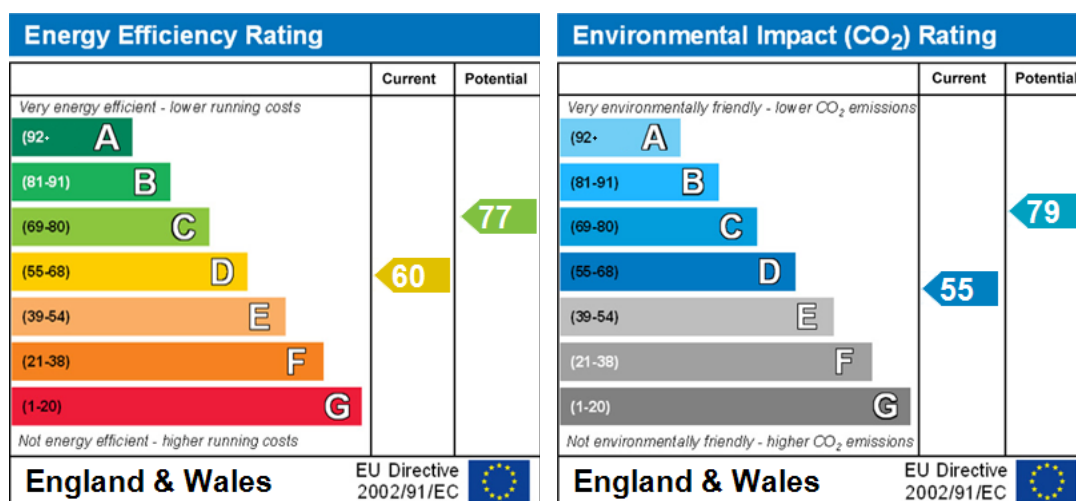 Energy Efficiency Rating
Current Potential
Very energy efficient - lower running costs
(92+ A
(81-91) B
(69-80) C
77
(55-68) D
60
(39-54) E
(21-38) F
(1-20) G
Not energy efficient - higher running costs
England & Wales
EU Directive
2002/91/EC
Environmental Impact (CO₂) Rating
Current Potential
Very environmentally friendly - lower CO₂ emissions
(92+ A
(81-91) B
(69-80) C
79
(55-68) D
55
(39-54) E
(21-38) F
(1-20) G
Not environmentally friendly - higher CO₂ emissions
England & Wales
EU Directive
2002/91/EC